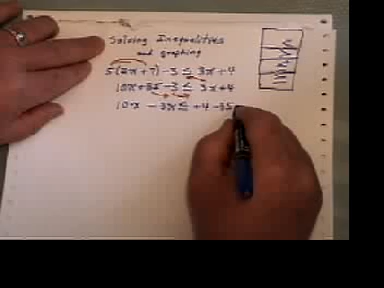 Solving Inequalities
and graphing
5(2x + 7) - 3 ≤ 3x + 4
10x + 35 - 3 ≤ 3x + 4
10x - 3x ≤ +4 - 35